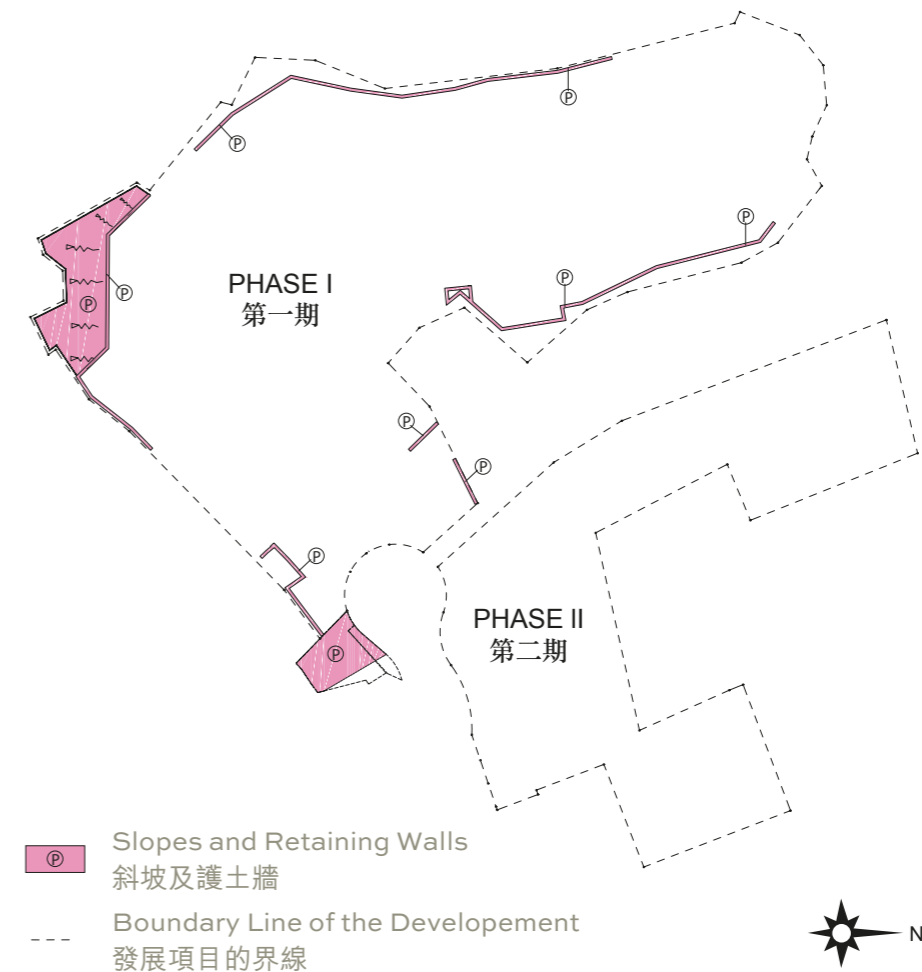 Ⓟ
Ⓟ
Ⓟ
Ⓟ
Ⓟ
Ⓟ
Ⓟ
PHASE I
第一期
Ⓟ
Ⓟ
Ⓟ
PHASE II
第二期
Ⓟ
Ⓟ Slopes and Retaining Walls
斜坡及護土牆
Boundary Line of the Developement
發展項目的界線
N